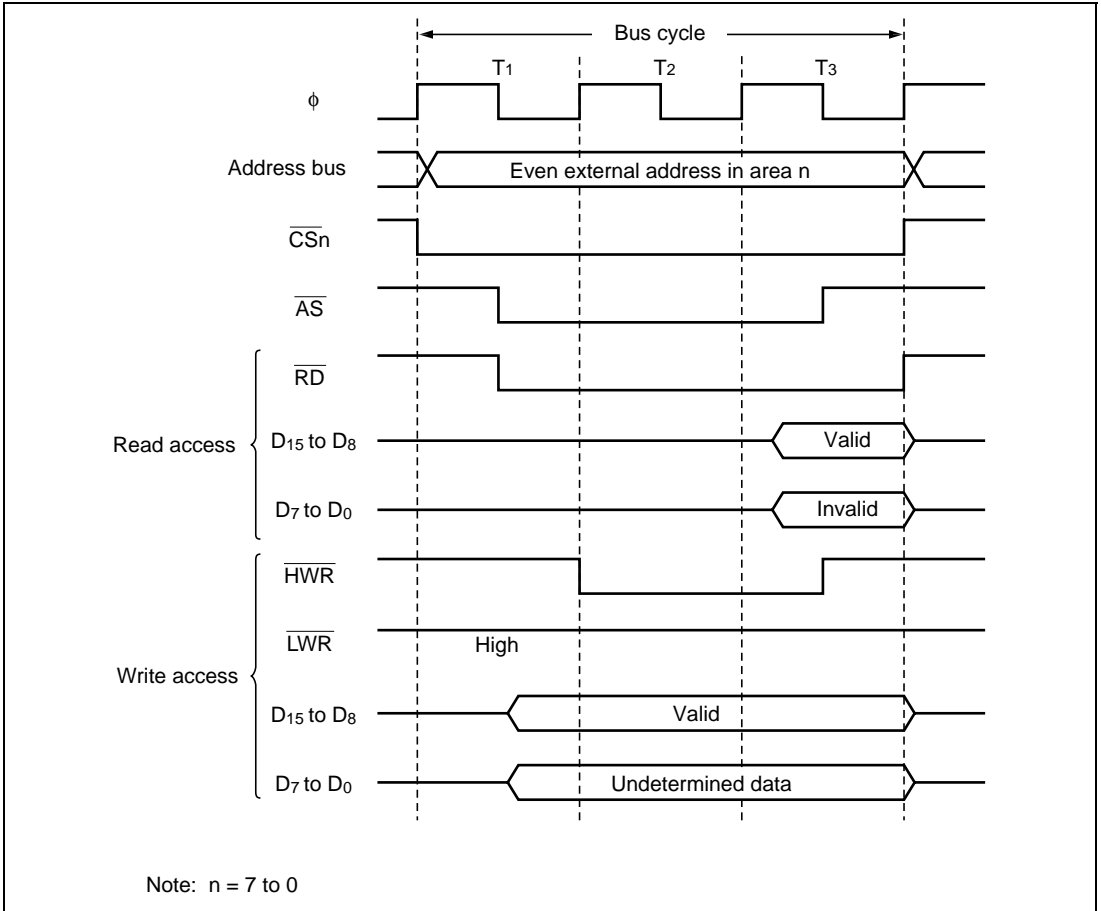 Bus cycle
T1 T2 T3
ϕ
Address bus Even external address in area n
CSn
AS
RD
Read access D15 to D8 Valid
D7 to D0 Invalid
HWR
LWR High
Write access
D15 to D8 Valid
D7 to D0 Undetermined data
Note: n = 7 to 0